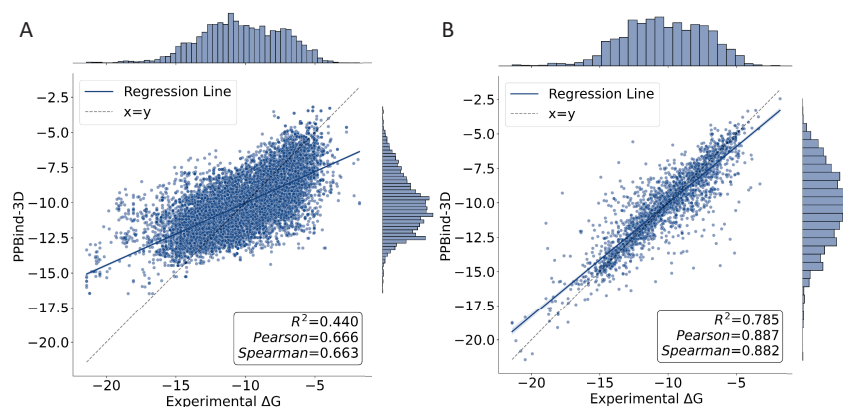 A
Regression Line
x=y
−2.5
−5.0
−7.5
−10.0
−12.5
−15.0
−17.5
−20.0
PPBind-3D
R²=0.440
Pearson=0.666
Spearman=0.663
−20
−15
−10
−5
Experimental ΔG
B
Regression Line
x=y
−2.5
−5.0
−7.5
−10.0
−12.5
−15.0
−17.5
−20.0
PPBind-3D
R²=0.785
Pearson=0.887
Spearman=0.882
−20
−15
−10
−5
Experimental ΔG